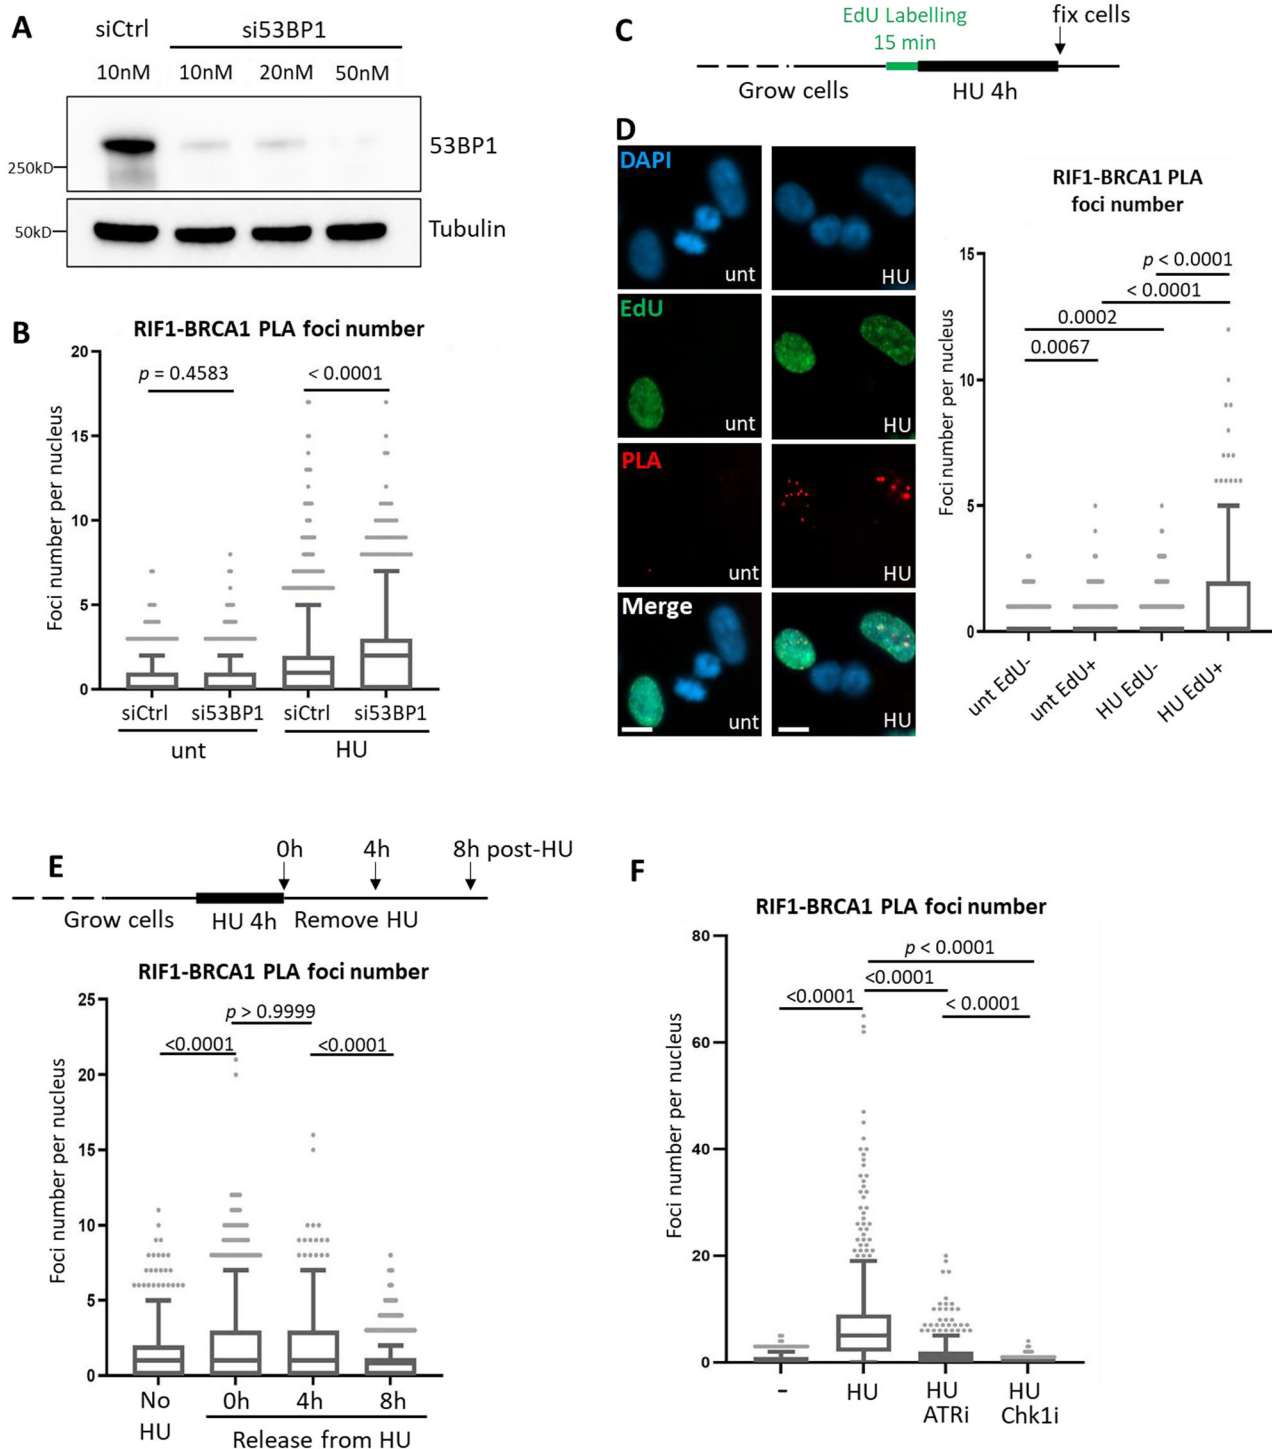 A
siCtrl si53BP1
10nM 10nM 20nM 50nM
53BP1
250kD
50kD
Tubulin
B
RIF1-BRCA1 PLA foci number
Foci number per nucleus
20
15
10
5
0
p = 0.4583
< 0.0001
siCtrl si53BP1 siCtrl si53BP1
unt HU
C
EdU Labelling
15 min
fix cells
Grow cells HU 4h
D
DAPI
unt
HU
EdU
unt
HU
PLA
unt
HU
Merge
unt
HU
RIF1-BRCA1 PLA
foci number
Foci number per nucleus
15
10
5
0
p < 0.0001
< 0.0001
0.0002
0.0067
unt EdU- unt EdU+ HU EdU- HU EdU+
E
0h 4h 8h post-HU
Grow cells HU 4h Remove HU
RIF1-BRCA1 PLA foci number
Foci number per nucleus
25
20
15
10
5
0
p > 0.9999
<0.0001 <0.0001
No
HU
0h 4h 8h
Release from HU
F
RIF1-BRCA1 PLA foci number
Foci number per nucleus
80
60
40
20
0
p < 0.0001
<0.0001
<0.0001
< 0.0001
- HU HU HU
ATRi Chk1i